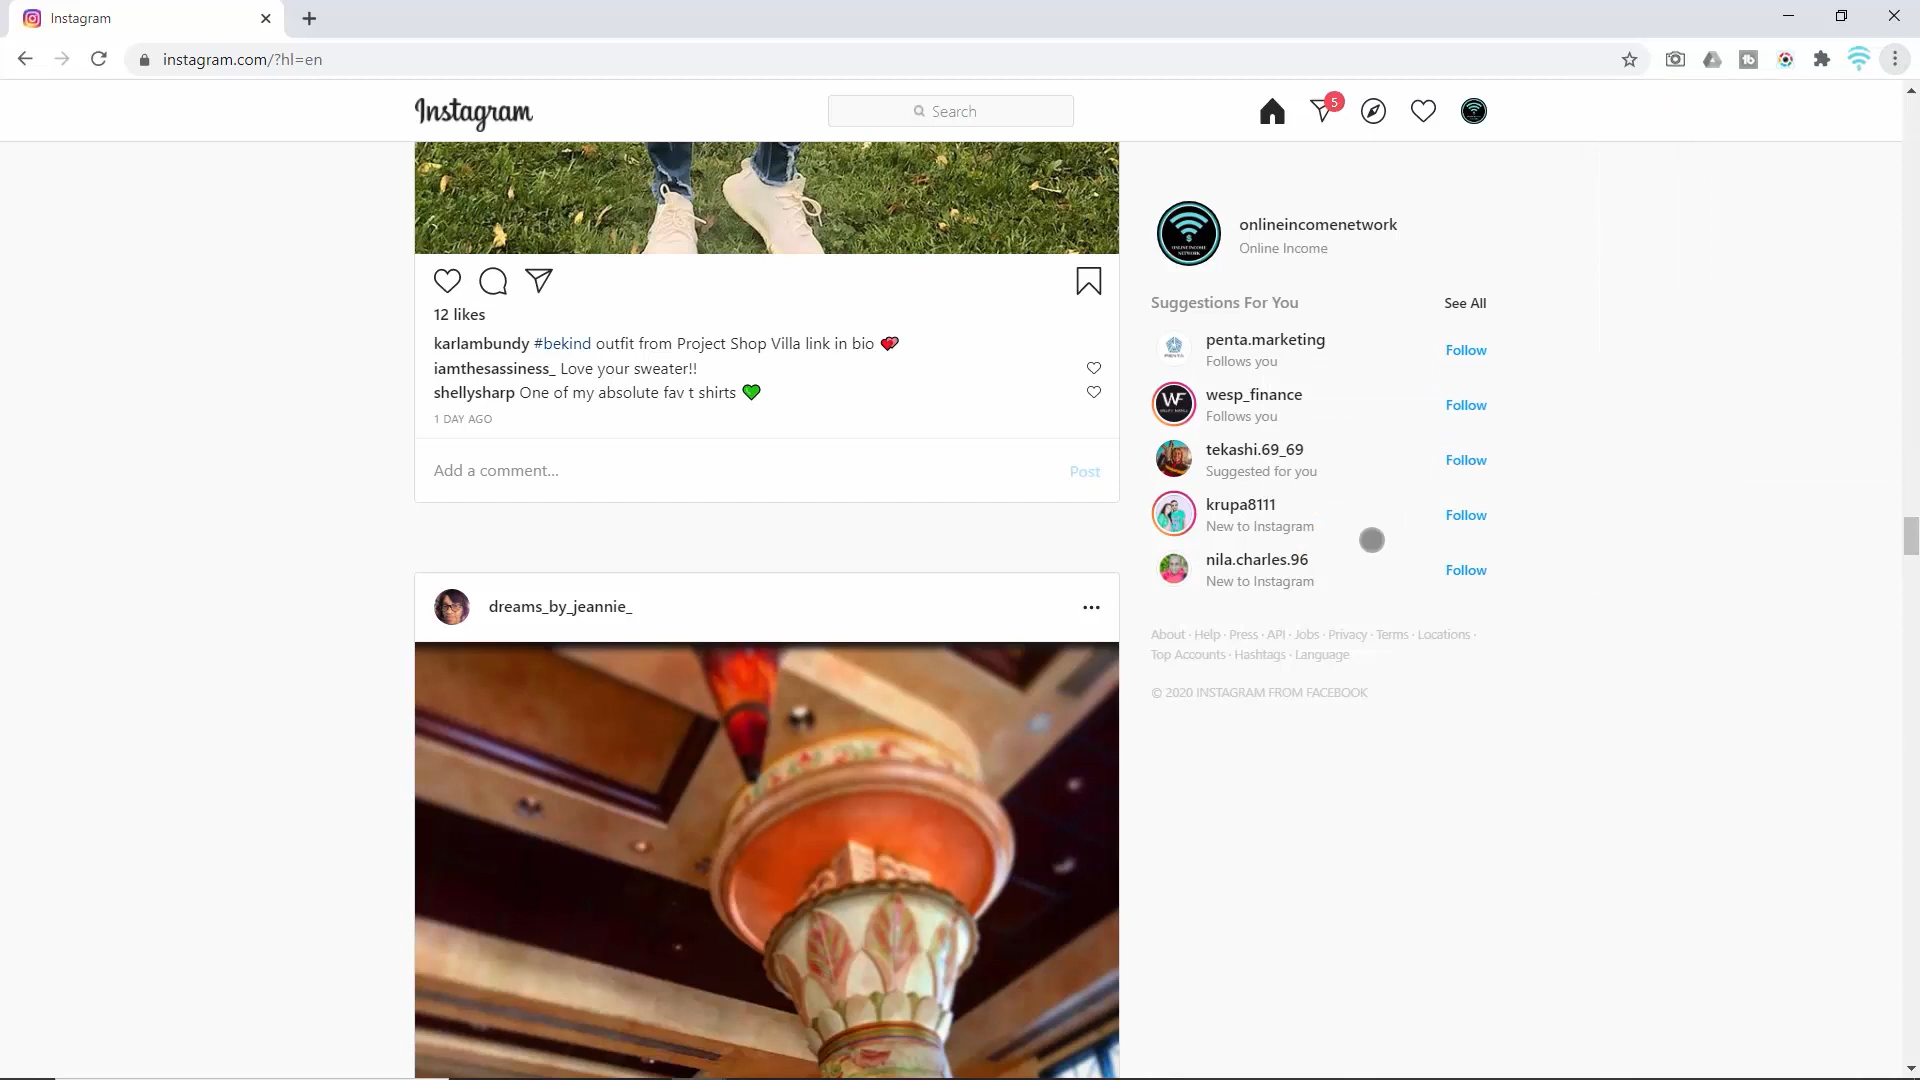 Instagram
instagram.com/?hl=en
Instagram
Search
5
12 likes
karlambundy #bekind outfit from Project Shop Villa link in bio
iamthesassiness_ Love your sweater!!
shellysharp One of my absolute fav t shirts
1 DAY AGO
Add a comment...
Post
dreams_by_jeannie_
onlineincomenetwork
Online Income
Suggestions For You
See All
penta.marketing
Follows you
Follow
wesp_finance
Follows you
Follow
tekashi.69_69
Suggested for you
Follow
krupa8111
New to Instagram
Follow
nila.charles.96
New to Instagram
Follow
About · Help · Press · API · Jobs · Privacy · Terms · Locations ·
Top Accounts · Hashtags · Language
© 2020 INSTAGRAM FROM FACEBOOK
ONLINE INCOME
NETWORK
WF